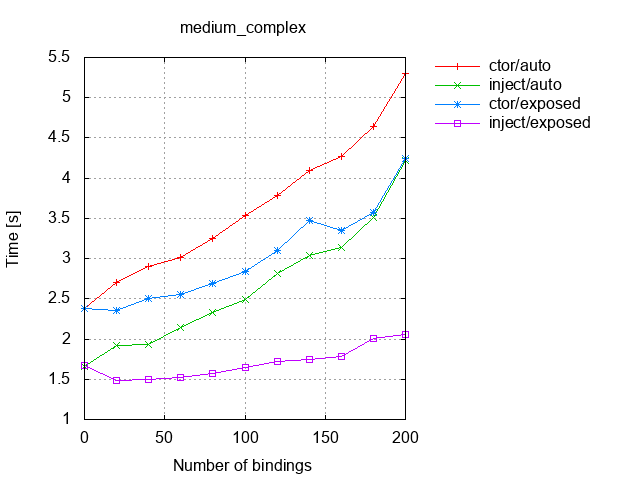 medium_complex
5.5
5
4.5
4
3.5
3
2.5
2
1.5
1
0
50
100
150
200
Time [s]
Number of bindings
ctor/auto
inject/auto
ctor/exposed
inject/exposed